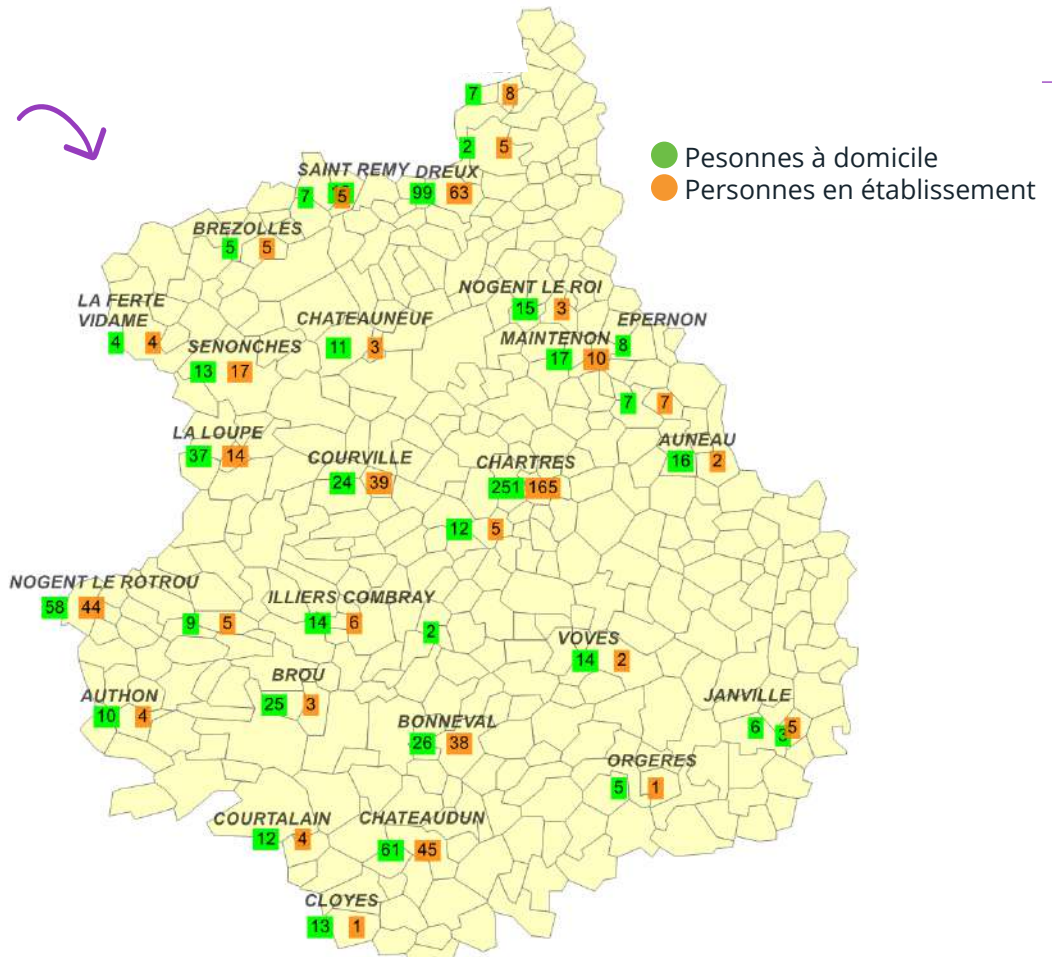 7 8
2 5
Pesonnes à domicile
Personnes en établissement
SAINT REMY DREUX
7 5 99 63
BREZOLLES
5 5
NOGENT LE ROI
15 3
LA FERTE
VIDAME
4 4
CHATEAUNEUF
11 3
EPERNON
8
SENONCHES
13 17
MAINTENON
17 10
7 7
LA LOUPE
37 14
AUNEAU
16 2
COURVILLE
24 39
CHARTRES
251 165
12 5
NOGENT LE ROTROU
58 44
9 5
ILLIERS COMBRAY
14 6
2
VOVES
14 2
BROU
25 3
AUTHON
10 4
JANVILLE
6 3 5
BONNEVAL
26 38
ORGERES
5 1
COURTALAIN
12 4
CHATEAUDUN
61 45
CLOYES
13 1